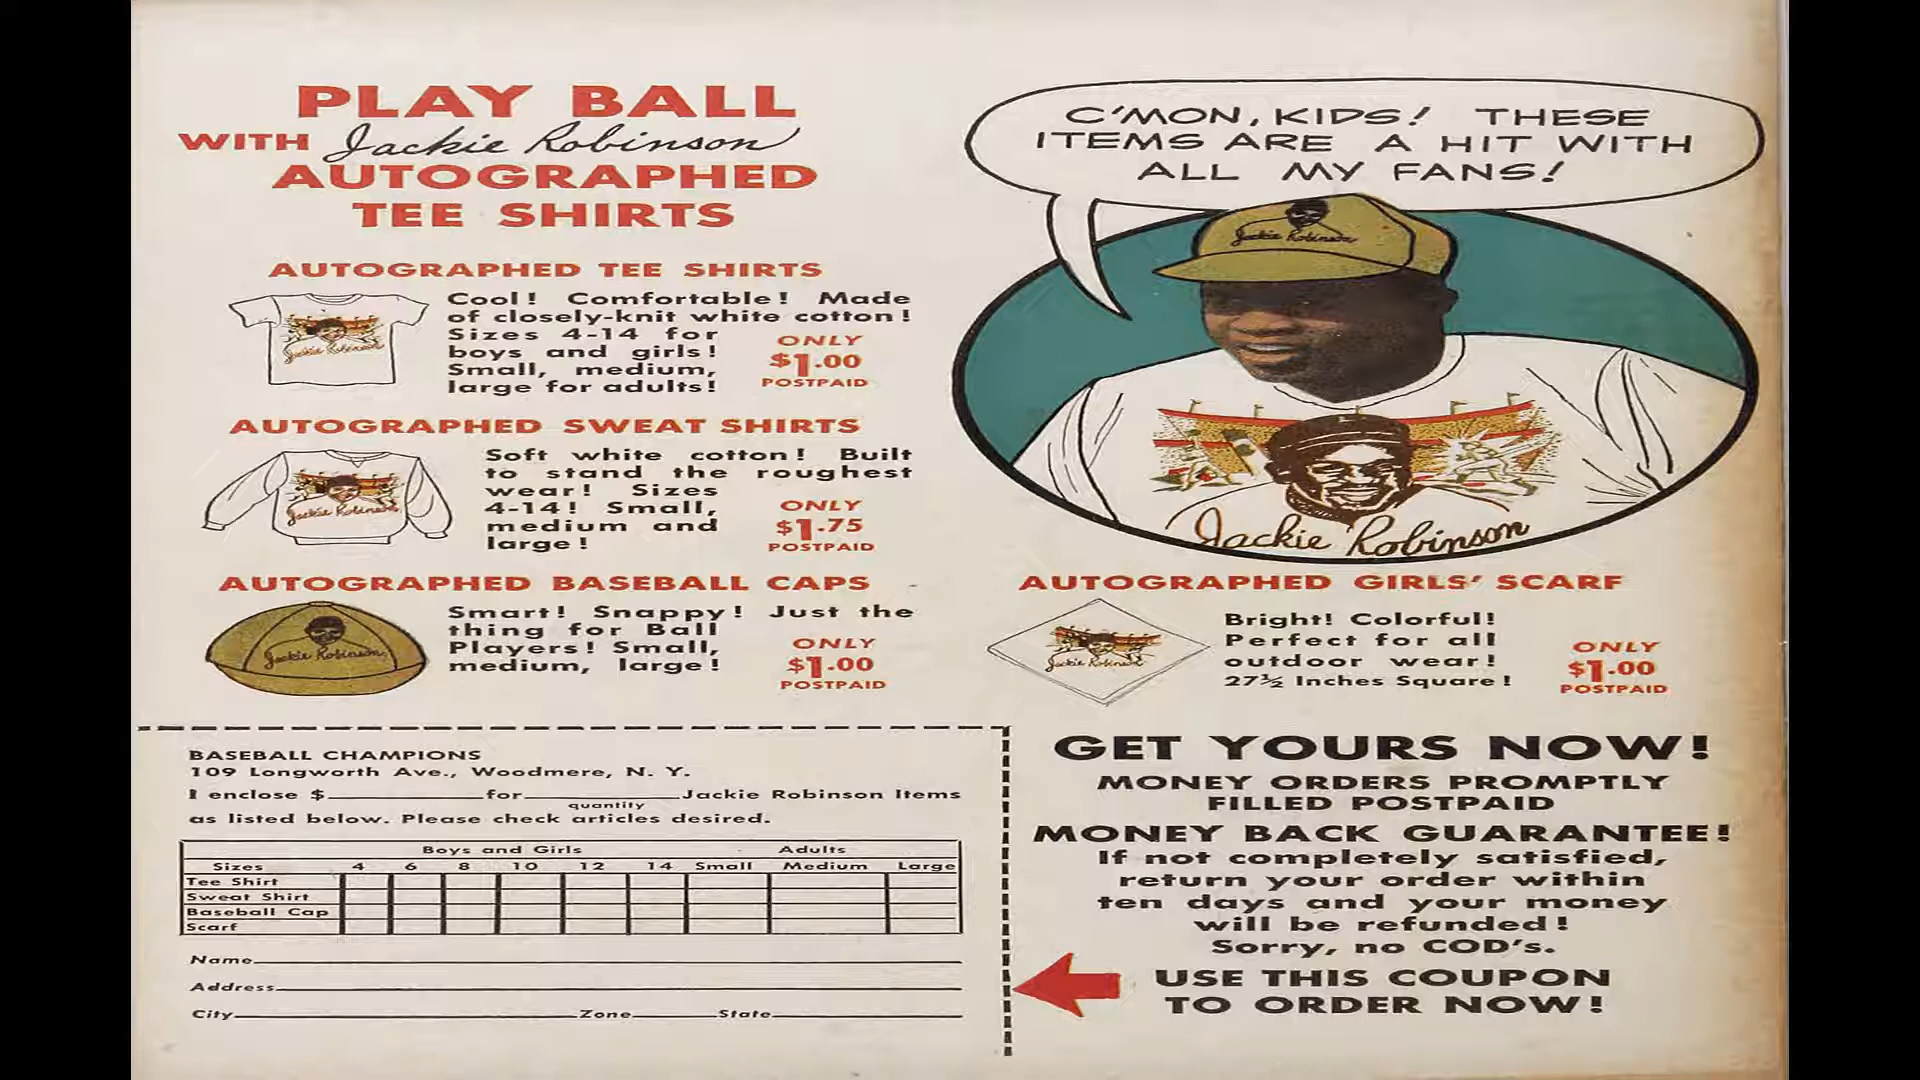 PLAY BALL
WITH Jackie Robinson
AUTOGRAPHED
TEE SHIRTS
C'MON, KIDS! THESE
ITEMS ARE A HIT WITH
ALL MY FANS!
Jackie Robinson
Jackie Robinson
AUTOGRAPHED TEE SHIRTS
Jackie Robinson
Cool! Comfortable! Made
of closely-knit white cotton!
Sizes 4-14 for
boys and girls!
Small, medium,
large for adults!
ONLY
$1.00
POSTPAID
AUTOGRAPHED SWEAT SHIRTS
Jackie Robinson
Soft white cotton! Built
to stand the roughest
wear! Sizes
4-14! Small,
medium and
large!
ONLY
$1.75
POSTPAID
AUTOGRAPHED BASEBALL CAPS
Jackie Robinson
Smart! Snappy! Just the
thing for Ball
Players! Small,
medium, large!
ONLY
$1.00
POSTPAID
AUTOGRAPHED GIRLS' SCARF
Jackie Robinson
Bright! Colorful!
Perfect for all
outdoor wear!
27½ Inches Square!
ONLY
$1.00
POSTPAID
BASEBALL CHAMPIONS
109 Longworth Ave., Woodmere, N. Y.
I enclose $ for Jackie Robinson Items
quantity
as listed below. Please check articles desired.
Boys and Girls Adults
Sizes 4 6 8 10 12 14 Small Medium Large
Tee Shirt
Sweat Shirt
Baseball Cap
Scarf
Name
Address
City Zone State
GET YOURS NOW!
MONEY ORDERS PROMPTLY
FILLED POSTPAID
MONEY BACK GUARANTEE!
If not completely satisfied,
return your order within
ten days and your money
will be refunded!
Sorry, no COD's.
USE THIS COUPON
TO ORDER NOW!